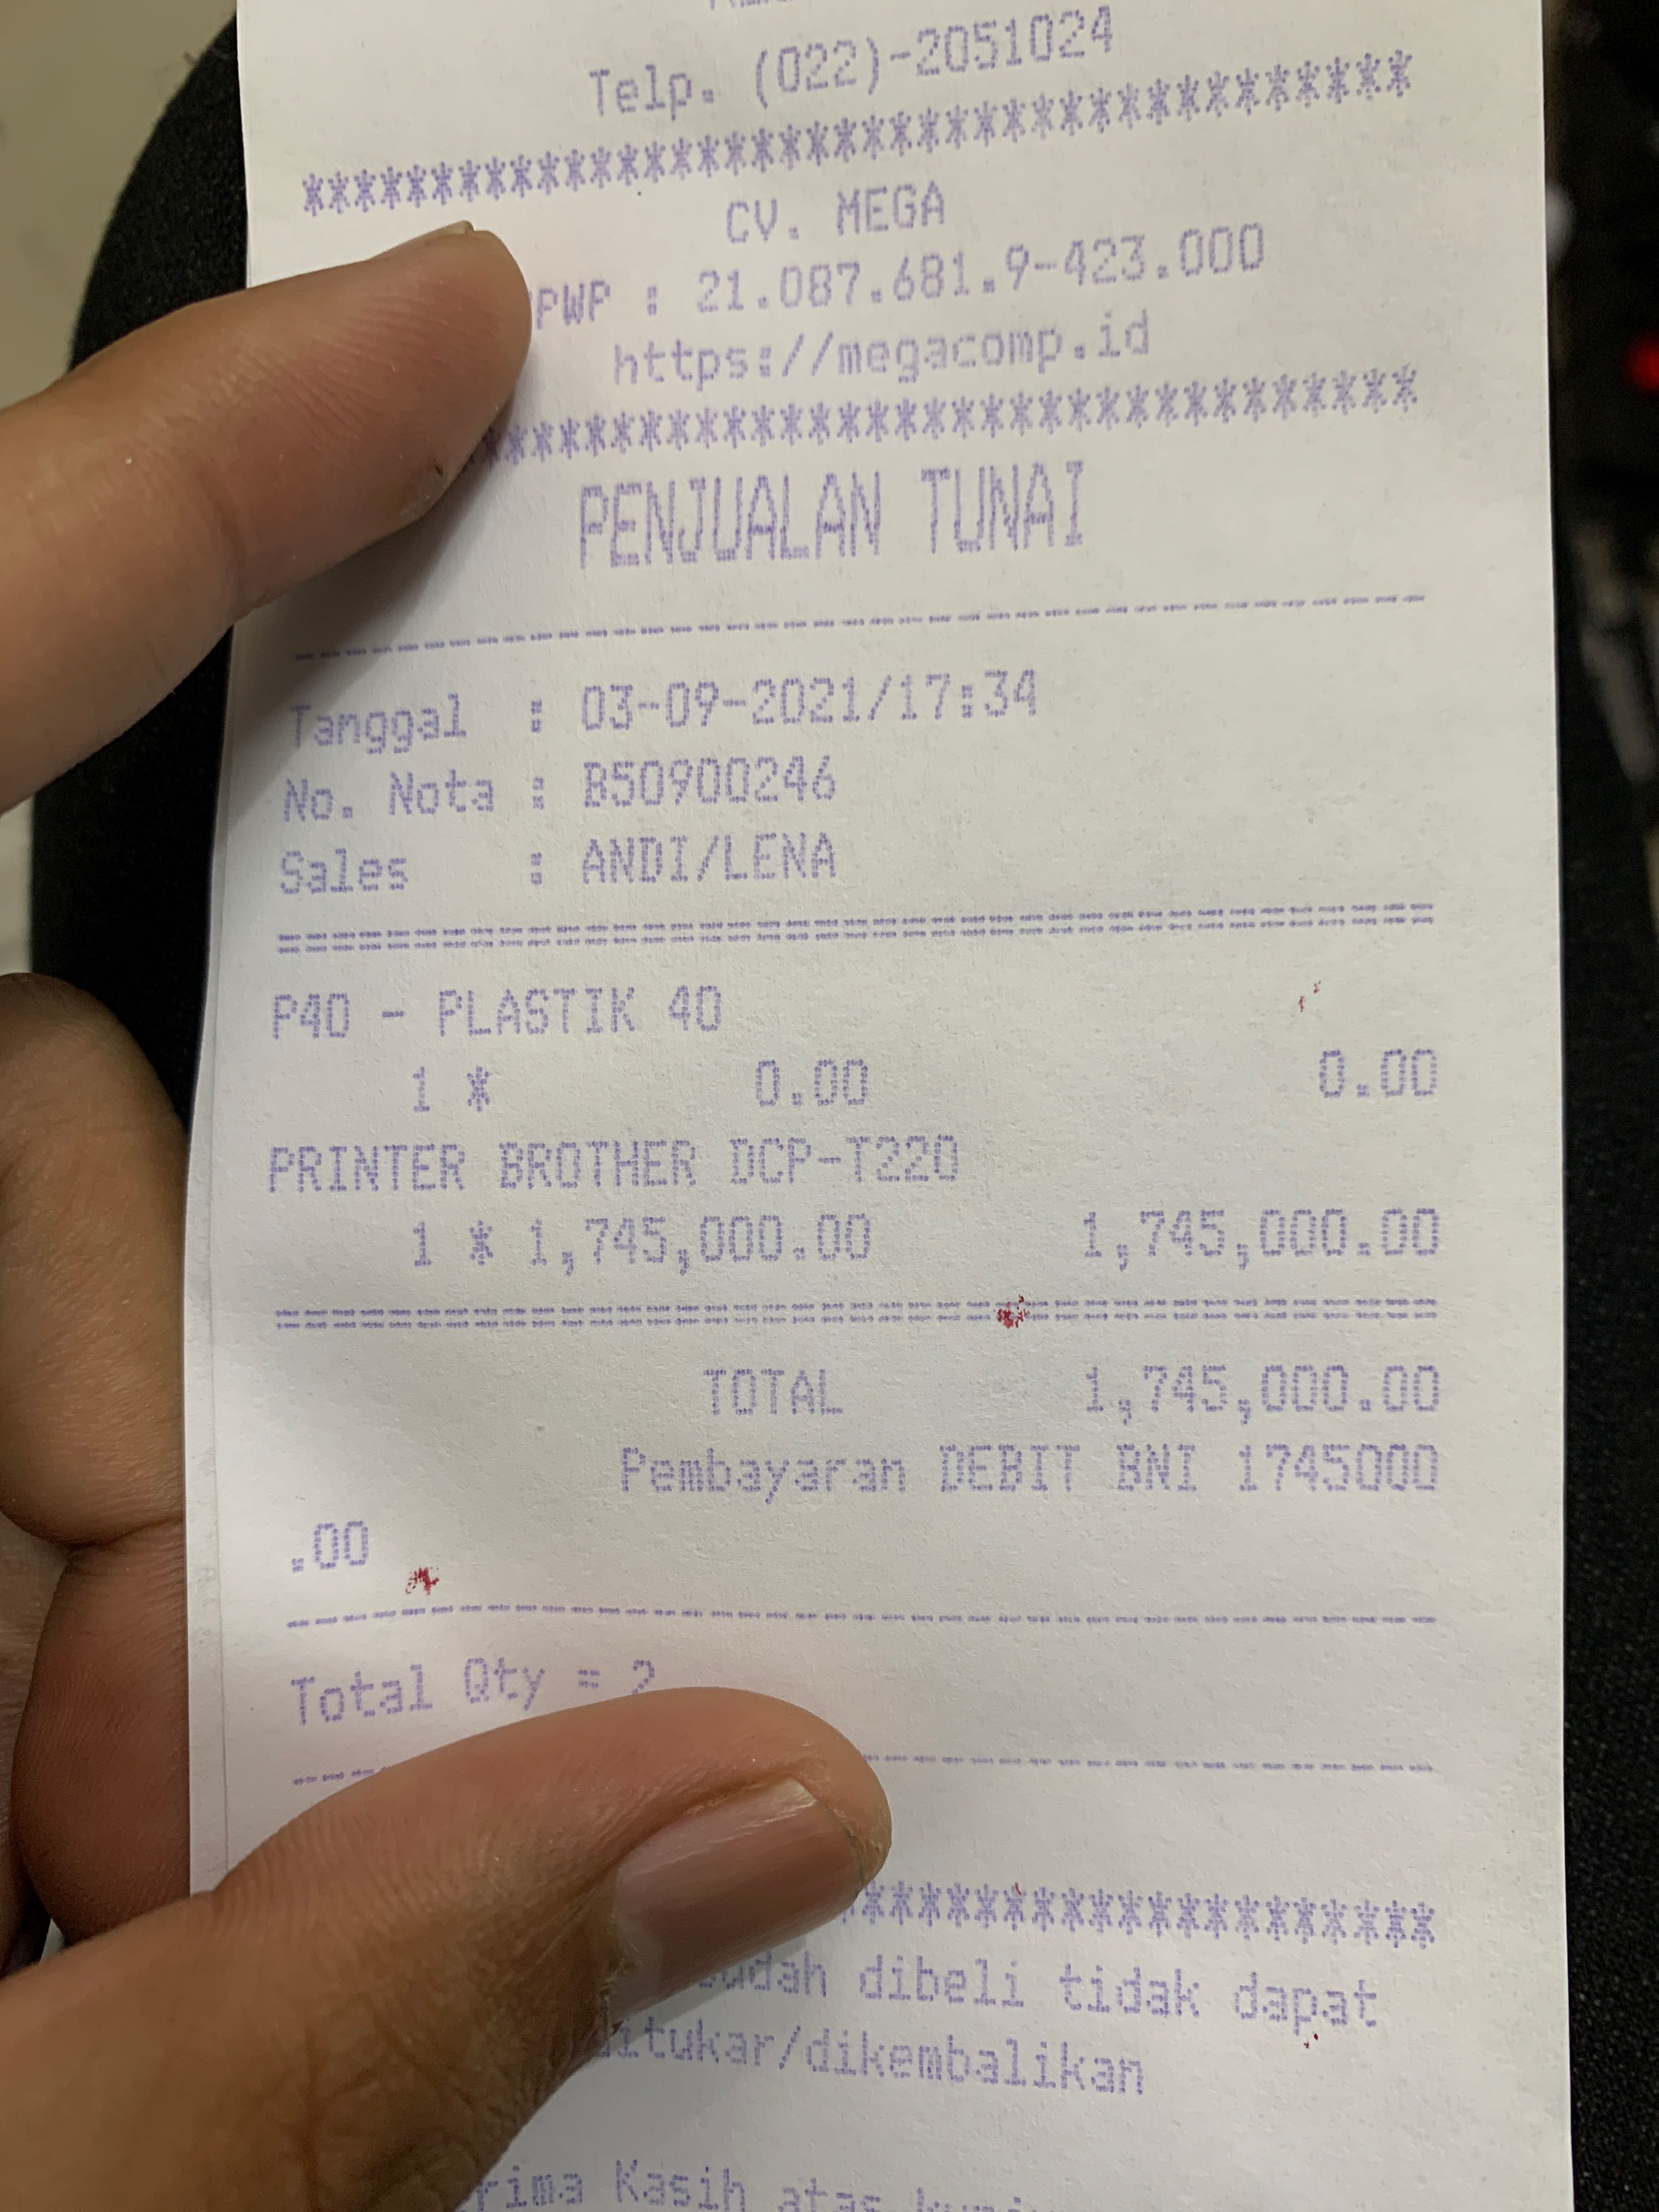 Telp. (022)-2051024
******************************************
CV. MEGA
PWP : 21.087.681.9-423.000
https://megacomp.id
***********************************
PENJUALAN TUNAI
Tanggal : 03-09-2021/17:34
No. Nota : B50900246
Sales : ANDI/LENA
P40 - PLASTIK 40
1 * 0.00 0.00
PRINTER BROTHER DCP-T220
1 * 1,745,000.00 1,745,000.00
TOTAL 1,745,000.00
Pembayaran DEBIT BNI 1745000
.00
Total Qty = 2
*********************
sudah dibeli tidak dapat
ditukar/dikembalikan
rima Kasih atas